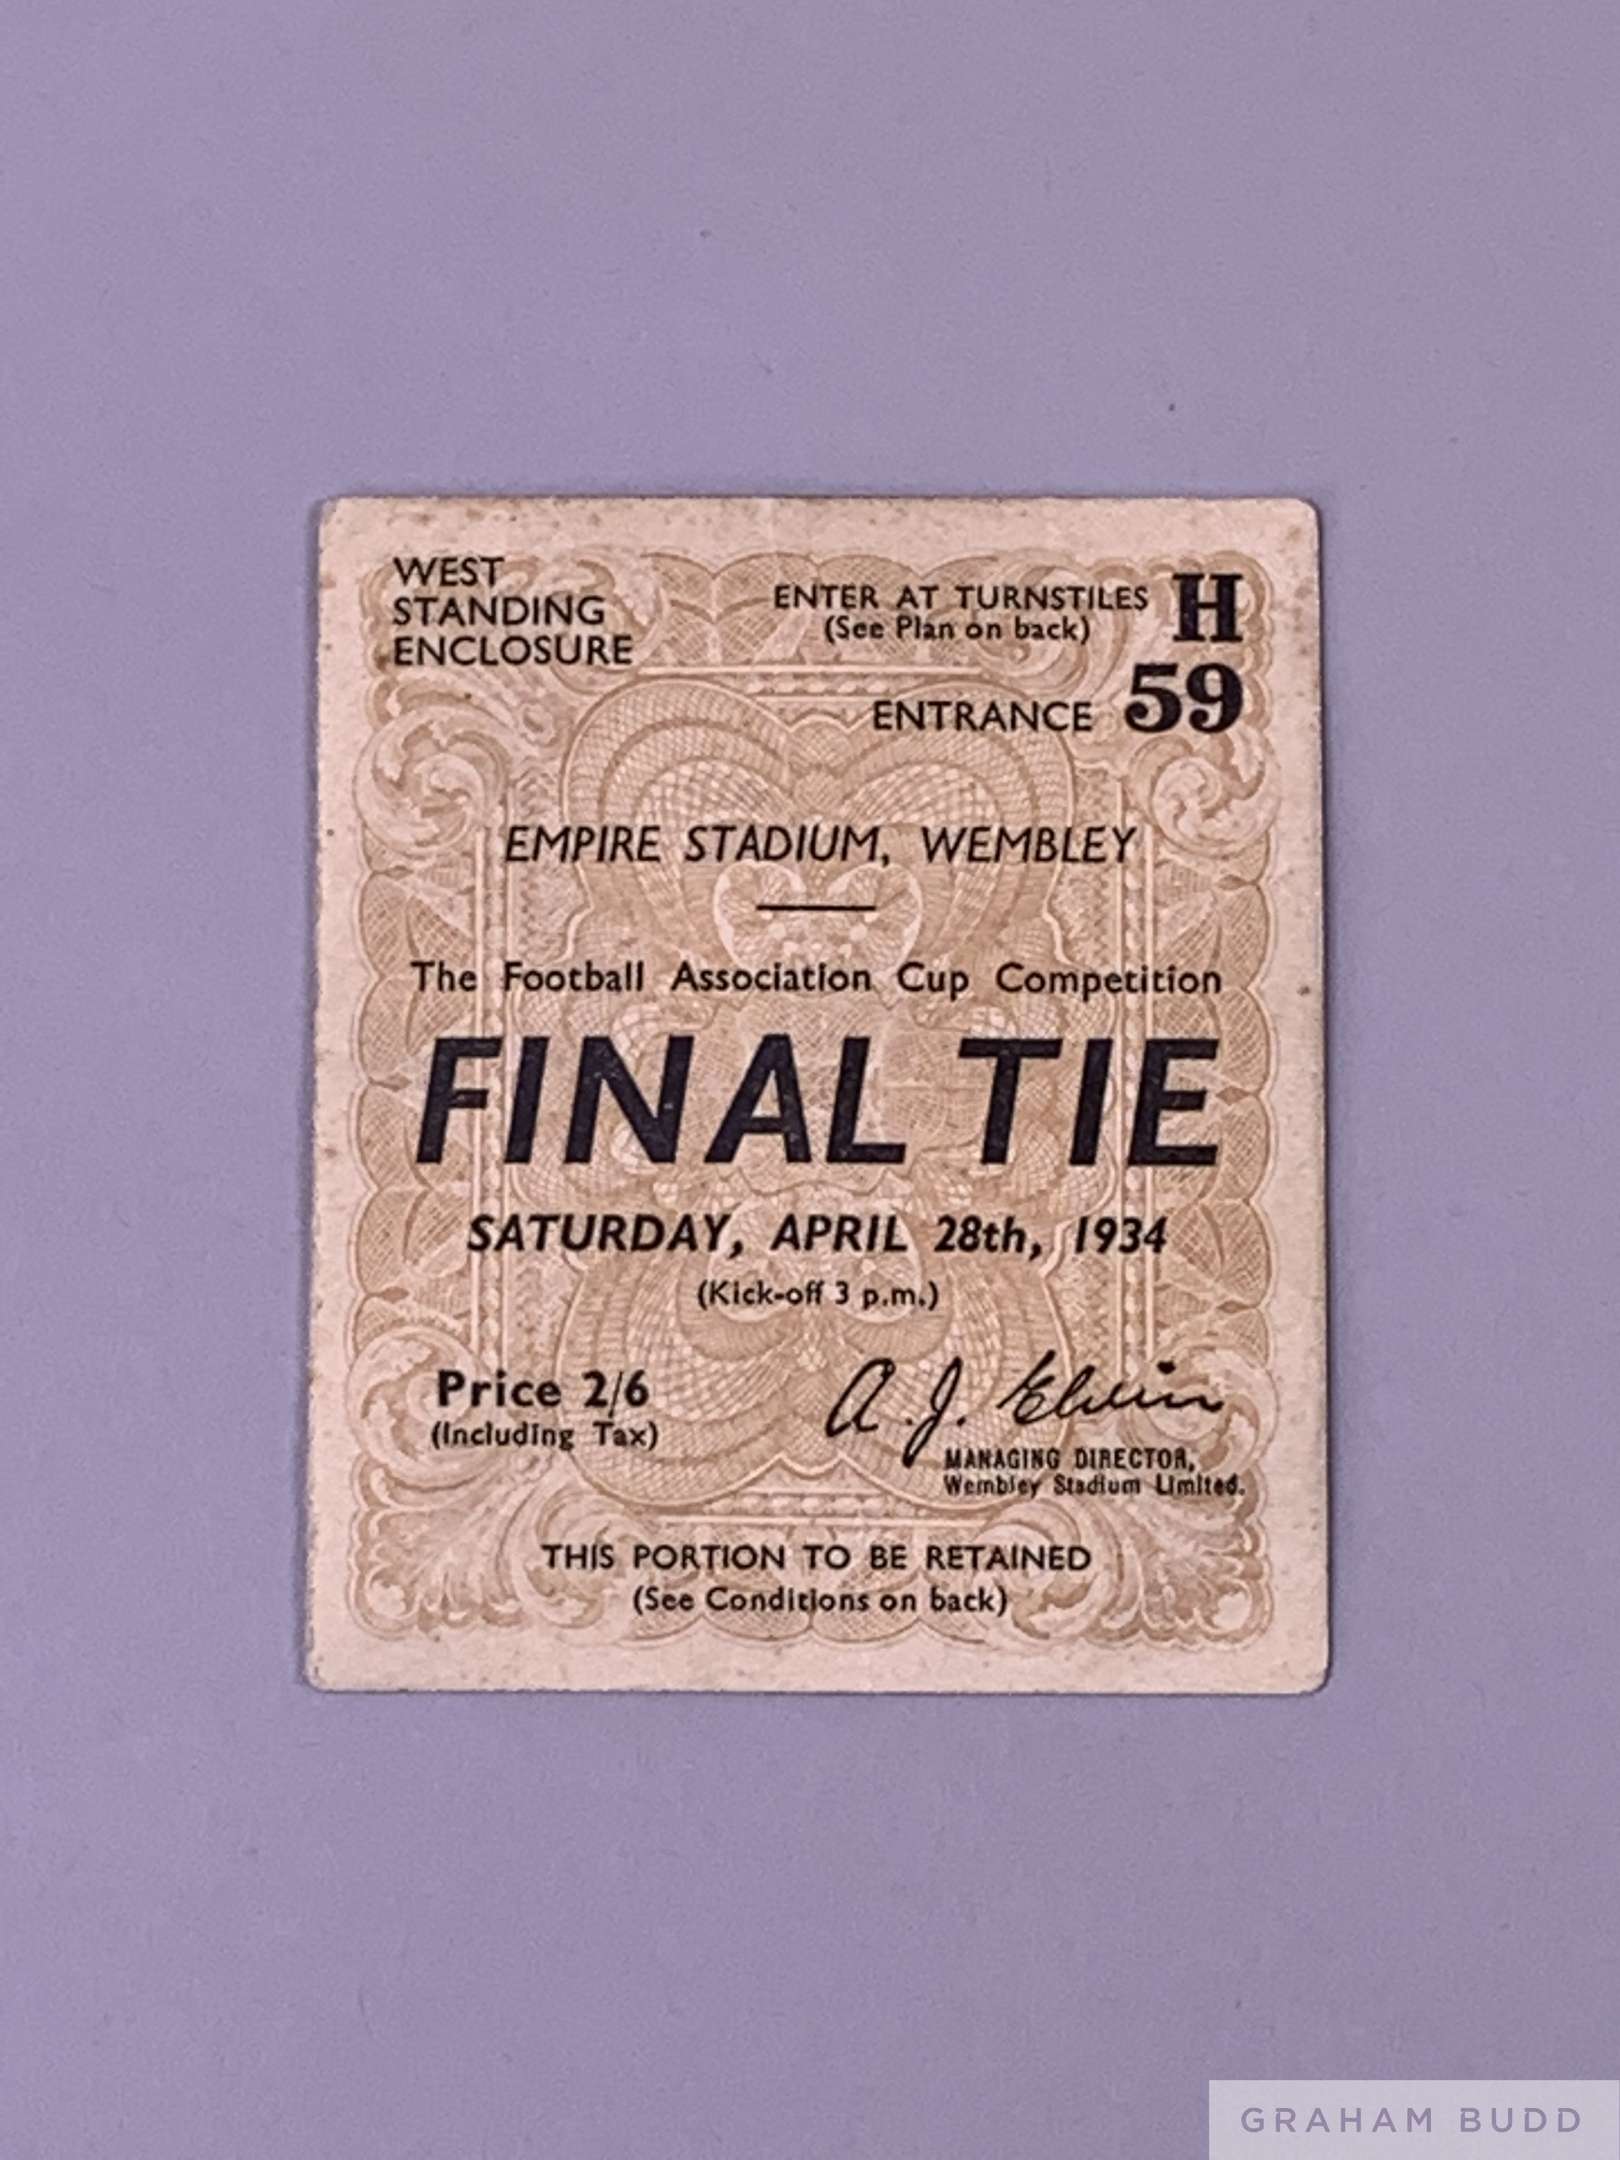 WEST
STANDING
ENCLOSURE
ENTER AT TURNSTILES H
(See Plan on back)
ENTRANCE 59
EMPIRE STADIUM, WEMBLEY
The Football Association Cup Competition
FINAL TIE
SATURDAY, APRIL 28th, 1934
(Kick-off 3 p.m.)
Price 2/6
(Including Tax)
A. J. Elvin
MANAGING DIRECTOR,
Wembley Stadium Limited.
THIS PORTION TO BE RETAINED
(See Conditions on back)
GRAHAM BUDD